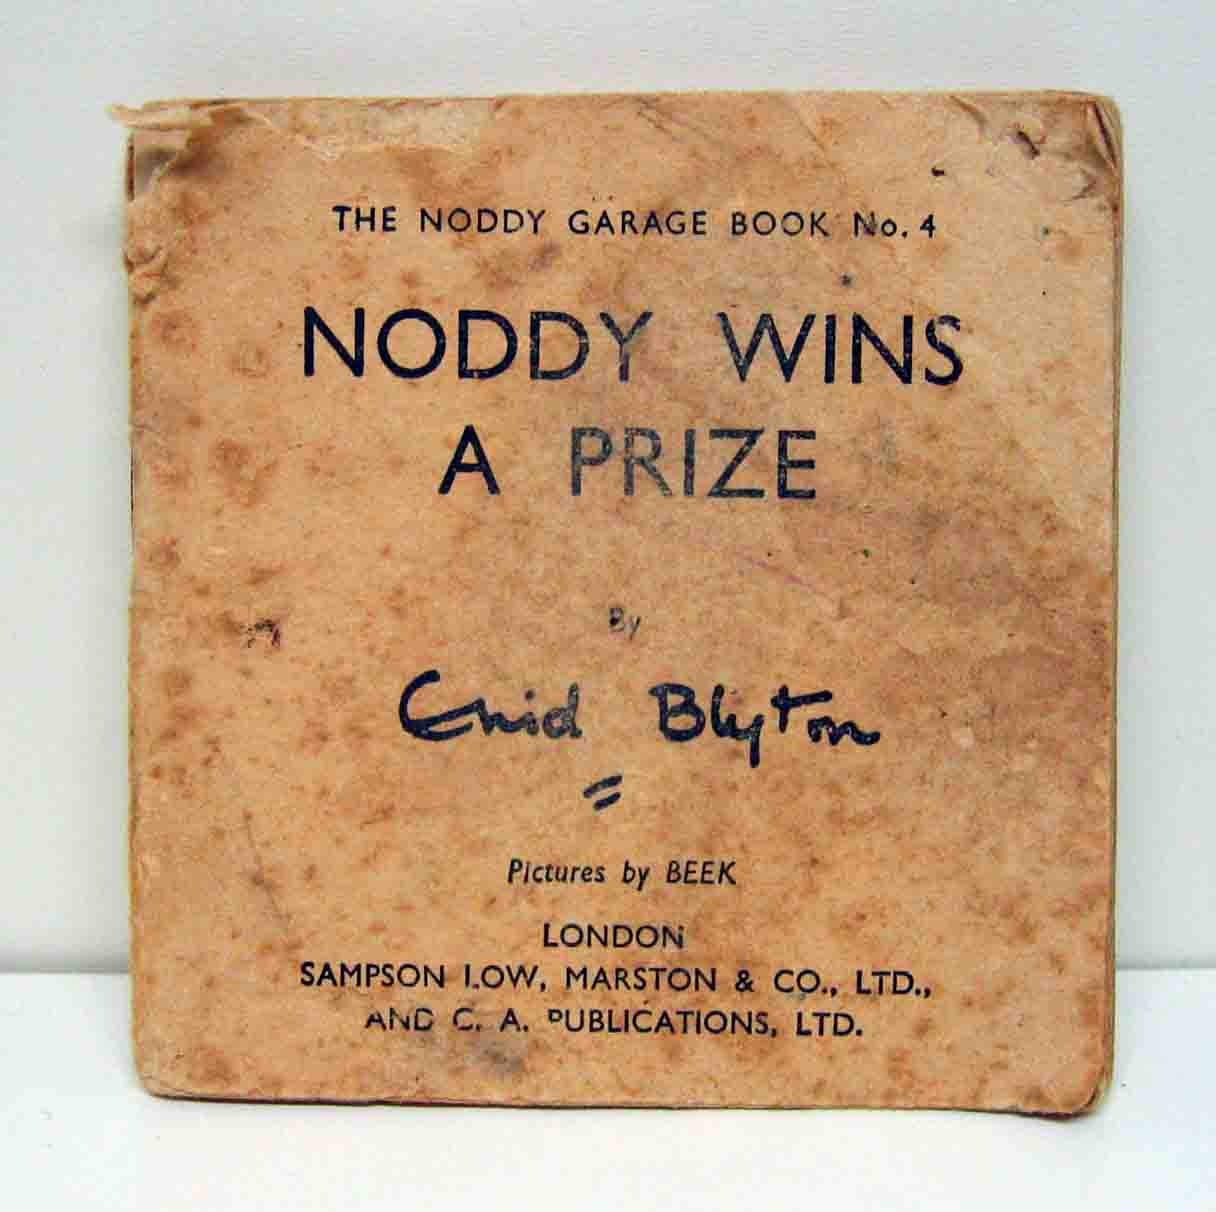 THE NODDY GARAGE BOOK No. 4
NODDY WINS
A PRIZE
By
Enid Blyton
Pictures by BEEK
LONDON
SAMPSON LOW, MARSTON & CO., LTD.,
AND C. A. PUBLICATIONS, LTD.